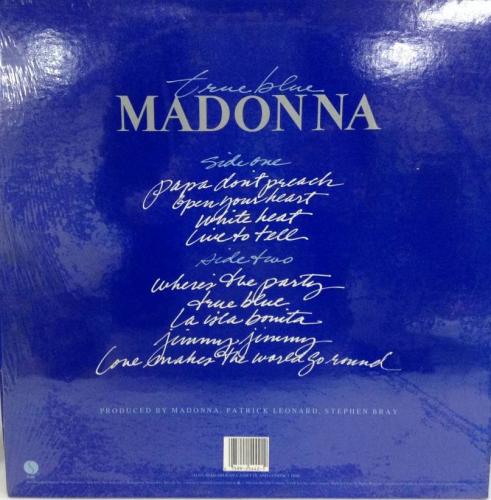 true blue
MADONNA
side one
papa don't preach
open your heart
white heat
live to tell
side two
where's the party
true blue
la isla bonita
jimmy jimmy
love makes the world go round
PRODUCED BY MADONNA, PATRICK LEONARD, STEPHEN BRAY